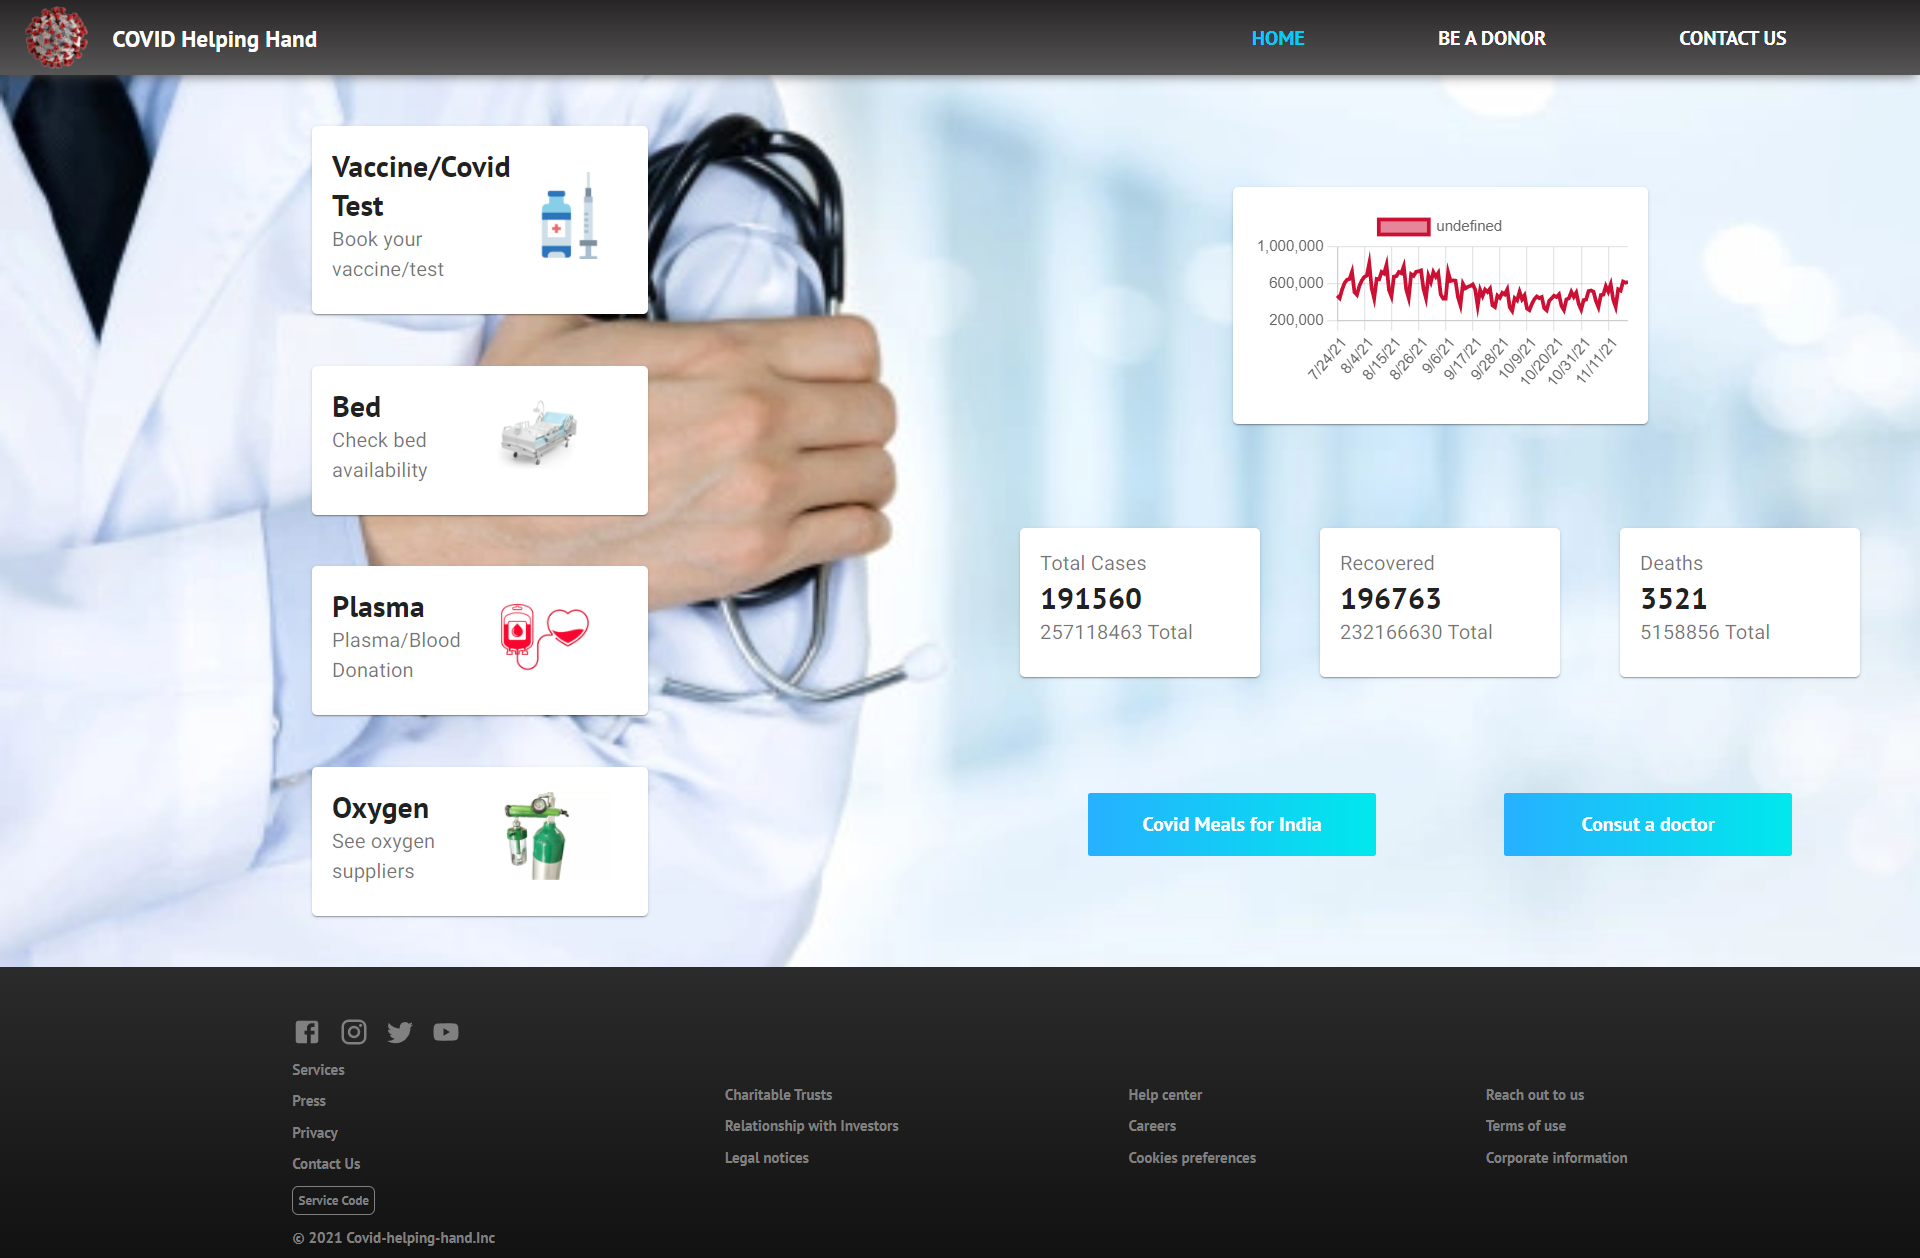 COVID Helping Hand
HOME
BE A DONOR
CONTACT US
Vaccine/Covid
Test
Book your
vaccine/test
Bed
Check bed
availability
Plasma
Plasma/Blood
Donation
Oxygen
See oxygen
suppliers
undefined
1,000,000
600,000
200,000
7/24/21
8/4/21
8/15/21
8/26/21
9/6/21
9/17/21
9/28/21
10/9/21
10/20/21
10/31/21
11/11/21
Total Cases
191560
257118463 Total
Recovered
196763
232166630 Total
Deaths
3521
5158856 Total
Covid Meals for India
Consut a doctor
Services
Press
Privacy
Contact Us
Service Code
© 2021 Covid-helping-hand.Inc
Charitable Trusts
Relationship with Investors
Legal notices
Help center
Careers
Cookies preferences
Reach out to us
Terms of use
Corporate information